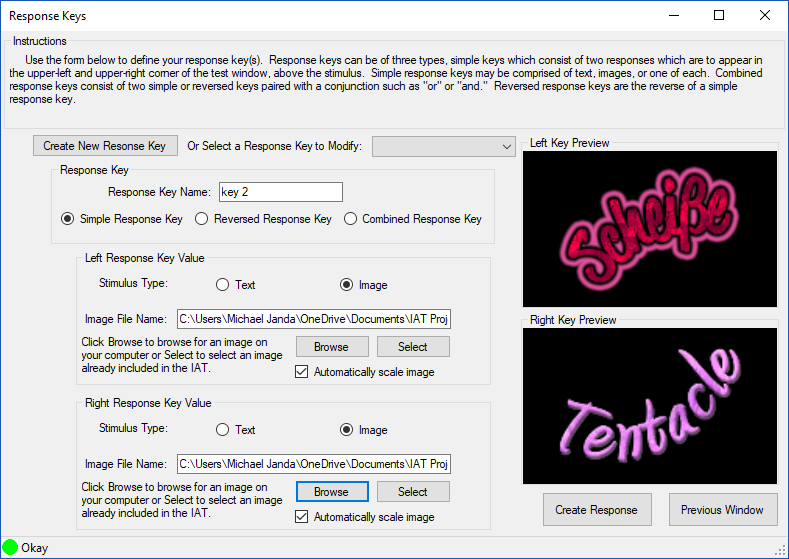 Response Keys
Instructions
Use the form below to define your response key(s). Response keys can be of three types, simple keys which consist of two responses which are to appear in
the upper-left and upper-right corner of the test window, above the stimulus. Simple response keys may be comprised of text, images, or one of each. Combined
response keys consist of two simple or reversed keys paired with a conjunction such as "or" or "and." Reversed response keys are the reverse of a simple
response key.
Create New Resonse Key
Or Select a Response Key to Modify:
Response Key
Response Key Name: key 2
Simple Response Key
Reversed Response Key
Combined Response Key
Left Response Key Value
Stimulus Type:
Text
Image
Image File Name: C:\Users\Michael Janda\OneDrive\Documents\IAT Proj
Click Browse to browse for an image on
your computer or Select to select an image
already included in the IAT.
Browse
Select
Automatically scale image
Right Response Key Value
Stimulus Type:
Text
Image
Image File Name: C:\Users\Michael Janda\OneDrive\Documents\IAT Proj
Click Browse to browse for an image on
your computer or Select to select an image
already included in the IAT.
Browse
Select
Automatically scale image
Left Key Preview
Scheiße
Right Key Preview
Tentacle
Create Response
Previous Window
Okay